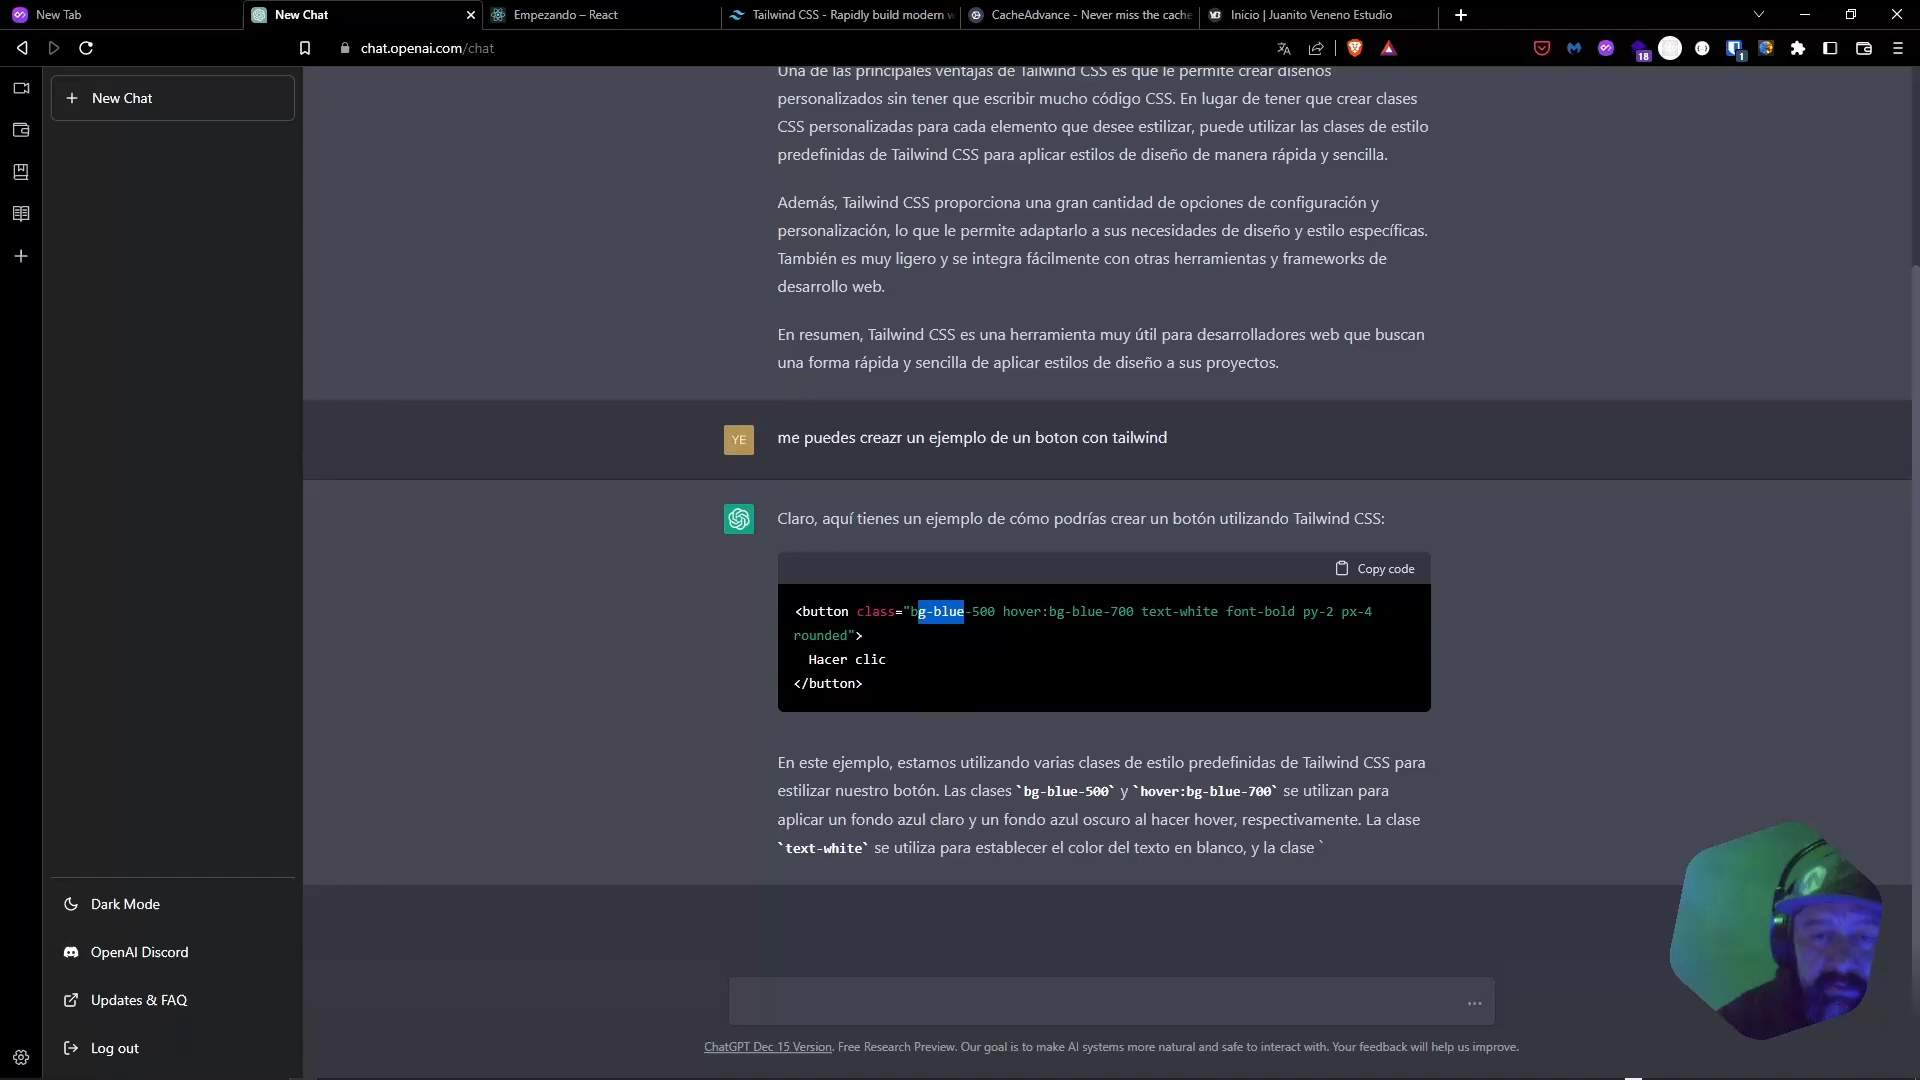 New Tab
New Chat
Empezando – React
Tailwind CSS - Rapidly build modern w
CacheAdvance - Never miss the cache
Inicio | Juanito Veneno Estudio
chat.openai.com/chat
18
1
New Chat
Una de las principales ventajas de Tailwind CSS es que le permite crear diseños
personalizados sin tener que escribir mucho código CSS. En lugar de tener que crear clases
CSS personalizadas para cada elemento que desee estilizar, puede utilizar las clases de estilo
predefinidas de Tailwind CSS para aplicar estilos de diseño de manera rápida y sencilla.
Además, Tailwind CSS proporciona una gran cantidad de opciones de configuración y
personalización, lo que le permite adaptarlo a sus necesidades de diseño y estilo específicas.
También es muy ligero y se integra fácilmente con otras herramientas y frameworks de
desarrollo web.
En resumen, Tailwind CSS es una herramienta muy útil para desarrolladores web que buscan
una forma rápida y sencilla de aplicar estilos de diseño a sus proyectos.
YE
me puedes creazr un ejemplo de un boton con tailwind
Claro, aquí tienes un ejemplo de cómo podrías crear un botón utilizando Tailwind CSS:
Copy code
<button class="bg-blue-500 hover:bg-blue-700 text-white font-bold py-2 px-4
rounded">
Hacer clic
</button>
En este ejemplo, estamos utilizando varias clases de estilo predefinidas de Tailwind CSS para
estilizar nuestro botón. Las clases `bg-blue-500` y `hover:bg-blue-700` se utilizan para
aplicar un fondo azul claro y un fondo azul oscuro al hacer hover, respectivamente. La clase
`text-white` se utiliza para establecer el color del texto en blanco, y la clase `
Dark Mode
OpenAI Discord
Updates & FAQ
Log out
ChatGPT Dec 15 Version. Free Research Preview. Our goal is to make AI systems more natural and safe to interact with. Your feedback will help us improve.